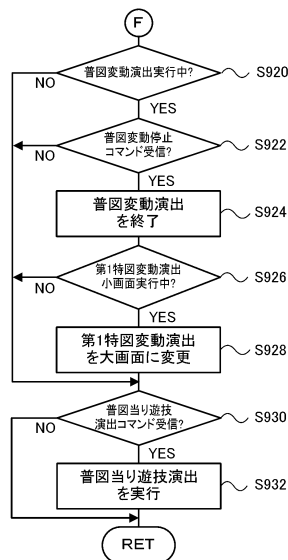 F
普図変動演出実行中?
S920
NO
YES
普図変動停止
コマンド受信?
S922
NO
YES
普図変動演出
を終了
S924
第1特図変動演出
小画面実行中?
S926
NO
YES
第1特図変動演出
を大画面に変更
S928
普図当り遊技
演出コマンド受信?
S930
NO
YES
普図当り遊技演出
を実行
S932
RET